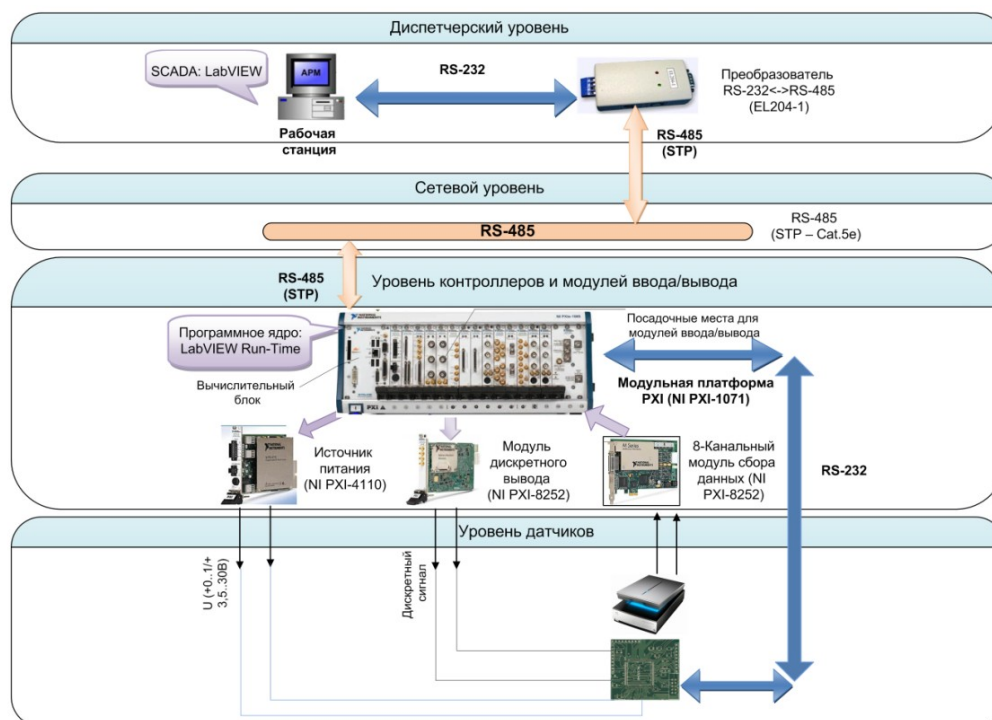 Диспетчерский уровень
SCADA: LabVIEW
АРМ
RS-232
Преобразователь
RS-232<->RS-485
(EL204-1)
Рабочая
станция
RS-485
(STP)
Сетевой уровень
RS-485
RS-485
(STP – Cat.5e)
RS-485
(STP)
Уровень контроллеров и модулей ввода/вывода
Программное ядро:
LabVIEW Run-Time
Посадочные места для
модулей ввода/вывода
Вычислительный
блок
PXI
Модульная платформа
PXI (NI PXI-1071)
Источник
питания
(NI PXI-4110)
Модуль
дискретного
вывода
(NI PXI-8252)
8-Канальный
модуль сбора
данных (NI
PXI-8252)
RS-232
Уровень датчиков
U (+0..1/+
3,5..30В)
Дискретный
сигнал